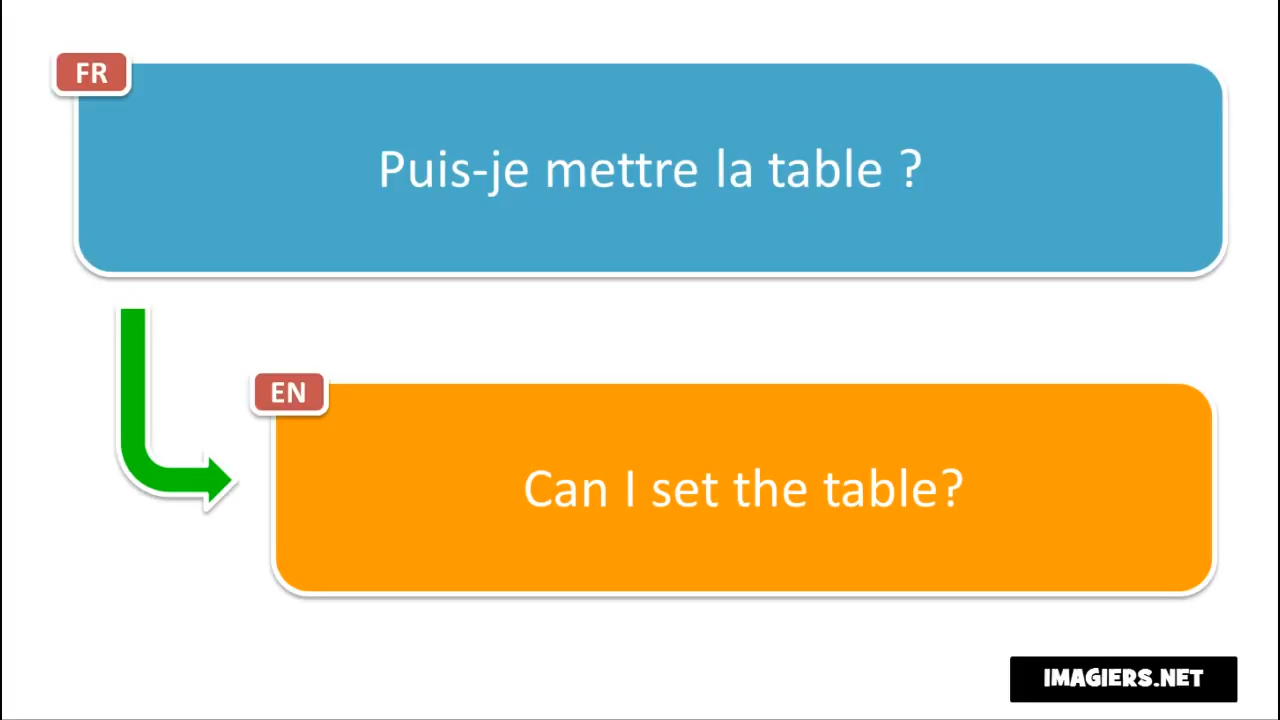 FR
Puis-je mettre la table ?
EN
Can I set the table?
IMAGIERS.NET